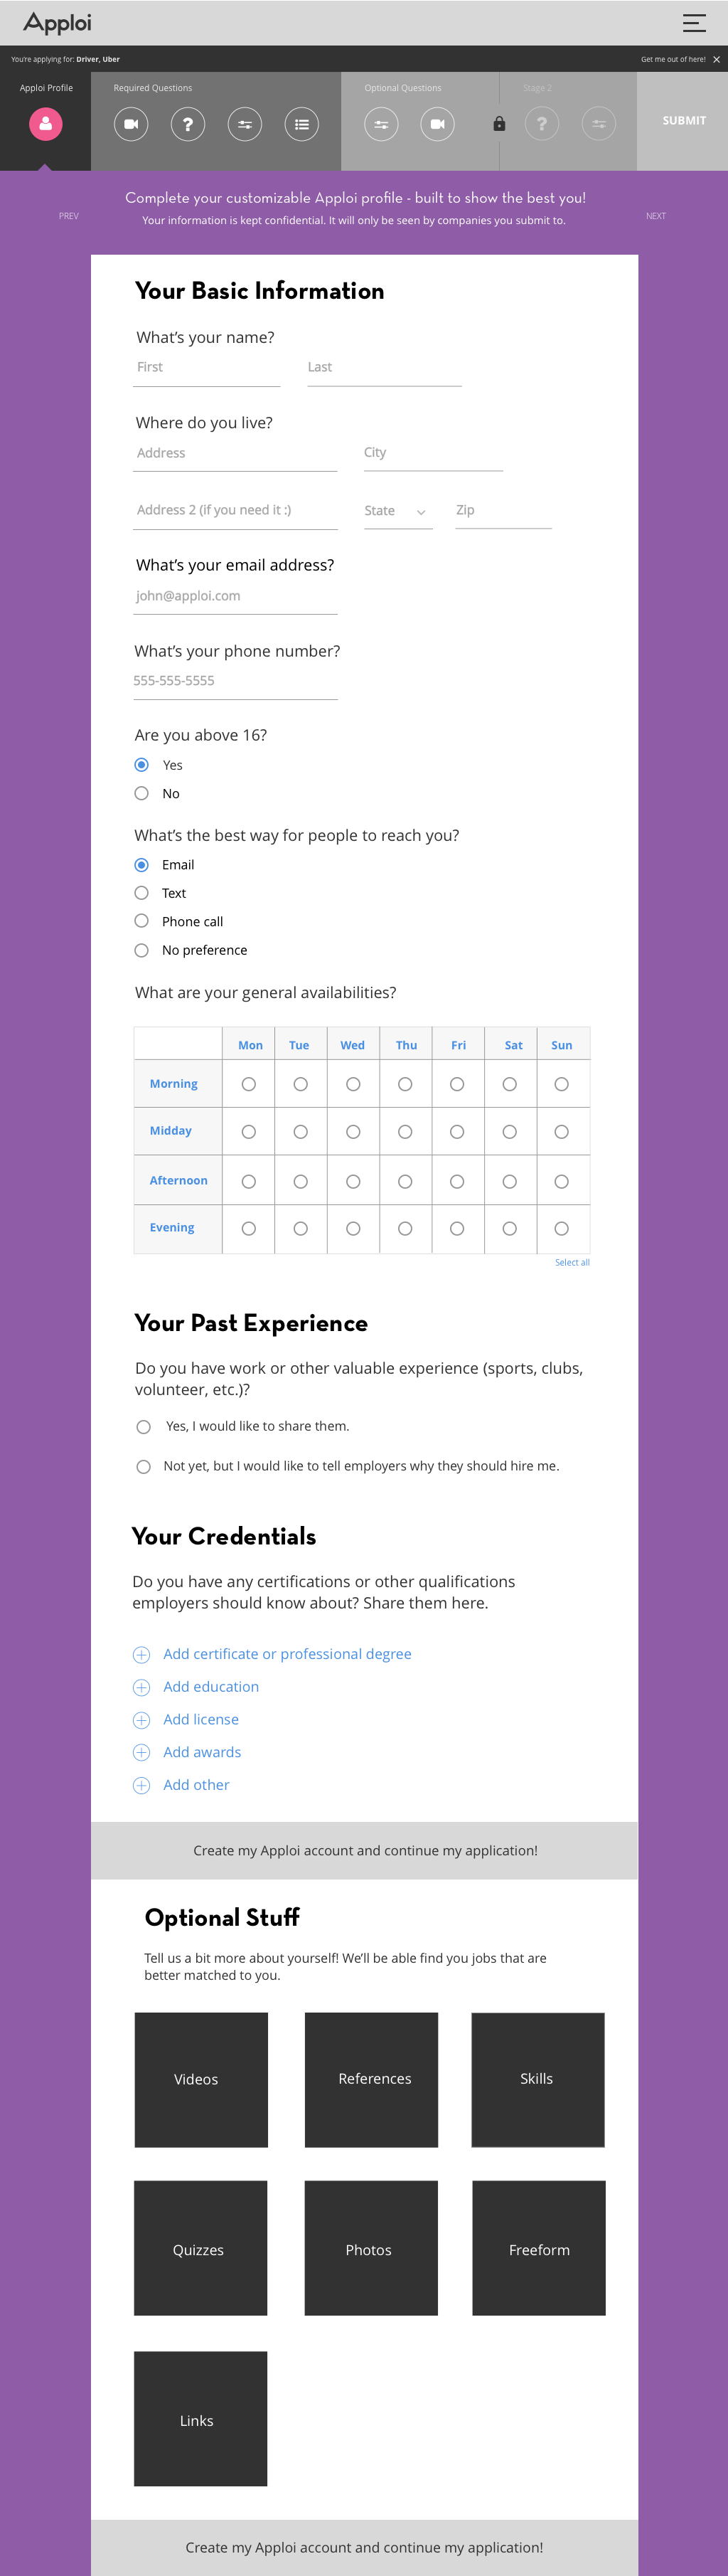 Apploi
You're applying for: Driver, Uber
Get me out of here!
Apploi Profile
Required Questions
Optional Questions
Stage 2
SUBMIT
Complete your customizable Apploi profile - built to show the best you!
PREV
Your information is kept confidential. It will only be seen by companies you submit to.
NEXT
Your Basic Information
What's your name?
First Last
Where do you live?
Address City
Address 2 (if you need it :) State Zip
What's your email address?
john@apploi.com
What's your phone number?
555-555-5555
Are you above 16?
Yes
No
What's the best way for people to reach you?
Email
Text
Phone call
No preference
What are your general availabilities?
Mon Tue Wed Thu Fri Sat Sun
Morning
Midday
Afternoon
Evening
Select all
Your Past Experience
Do you have work or other valuable experience (sports, clubs,
volunteer, etc.)?
Yes, I would like to share them.
Not yet, but I would like to tell employers why they should hire me.
Your Credentials
Do you have any certifications or other qualifications
employers should know about? Share them here.
Add certificate or professional degree
Add education
Add license
Add awards
Add other
Create my Apploi account and continue my application!
Optional Stuff
Tell us a bit more about yourself! We'll be able find you jobs that are
better matched to you.
Videos References Skills
Quizzes Photos Freeform
Links
Create my Apploi account and continue my application!